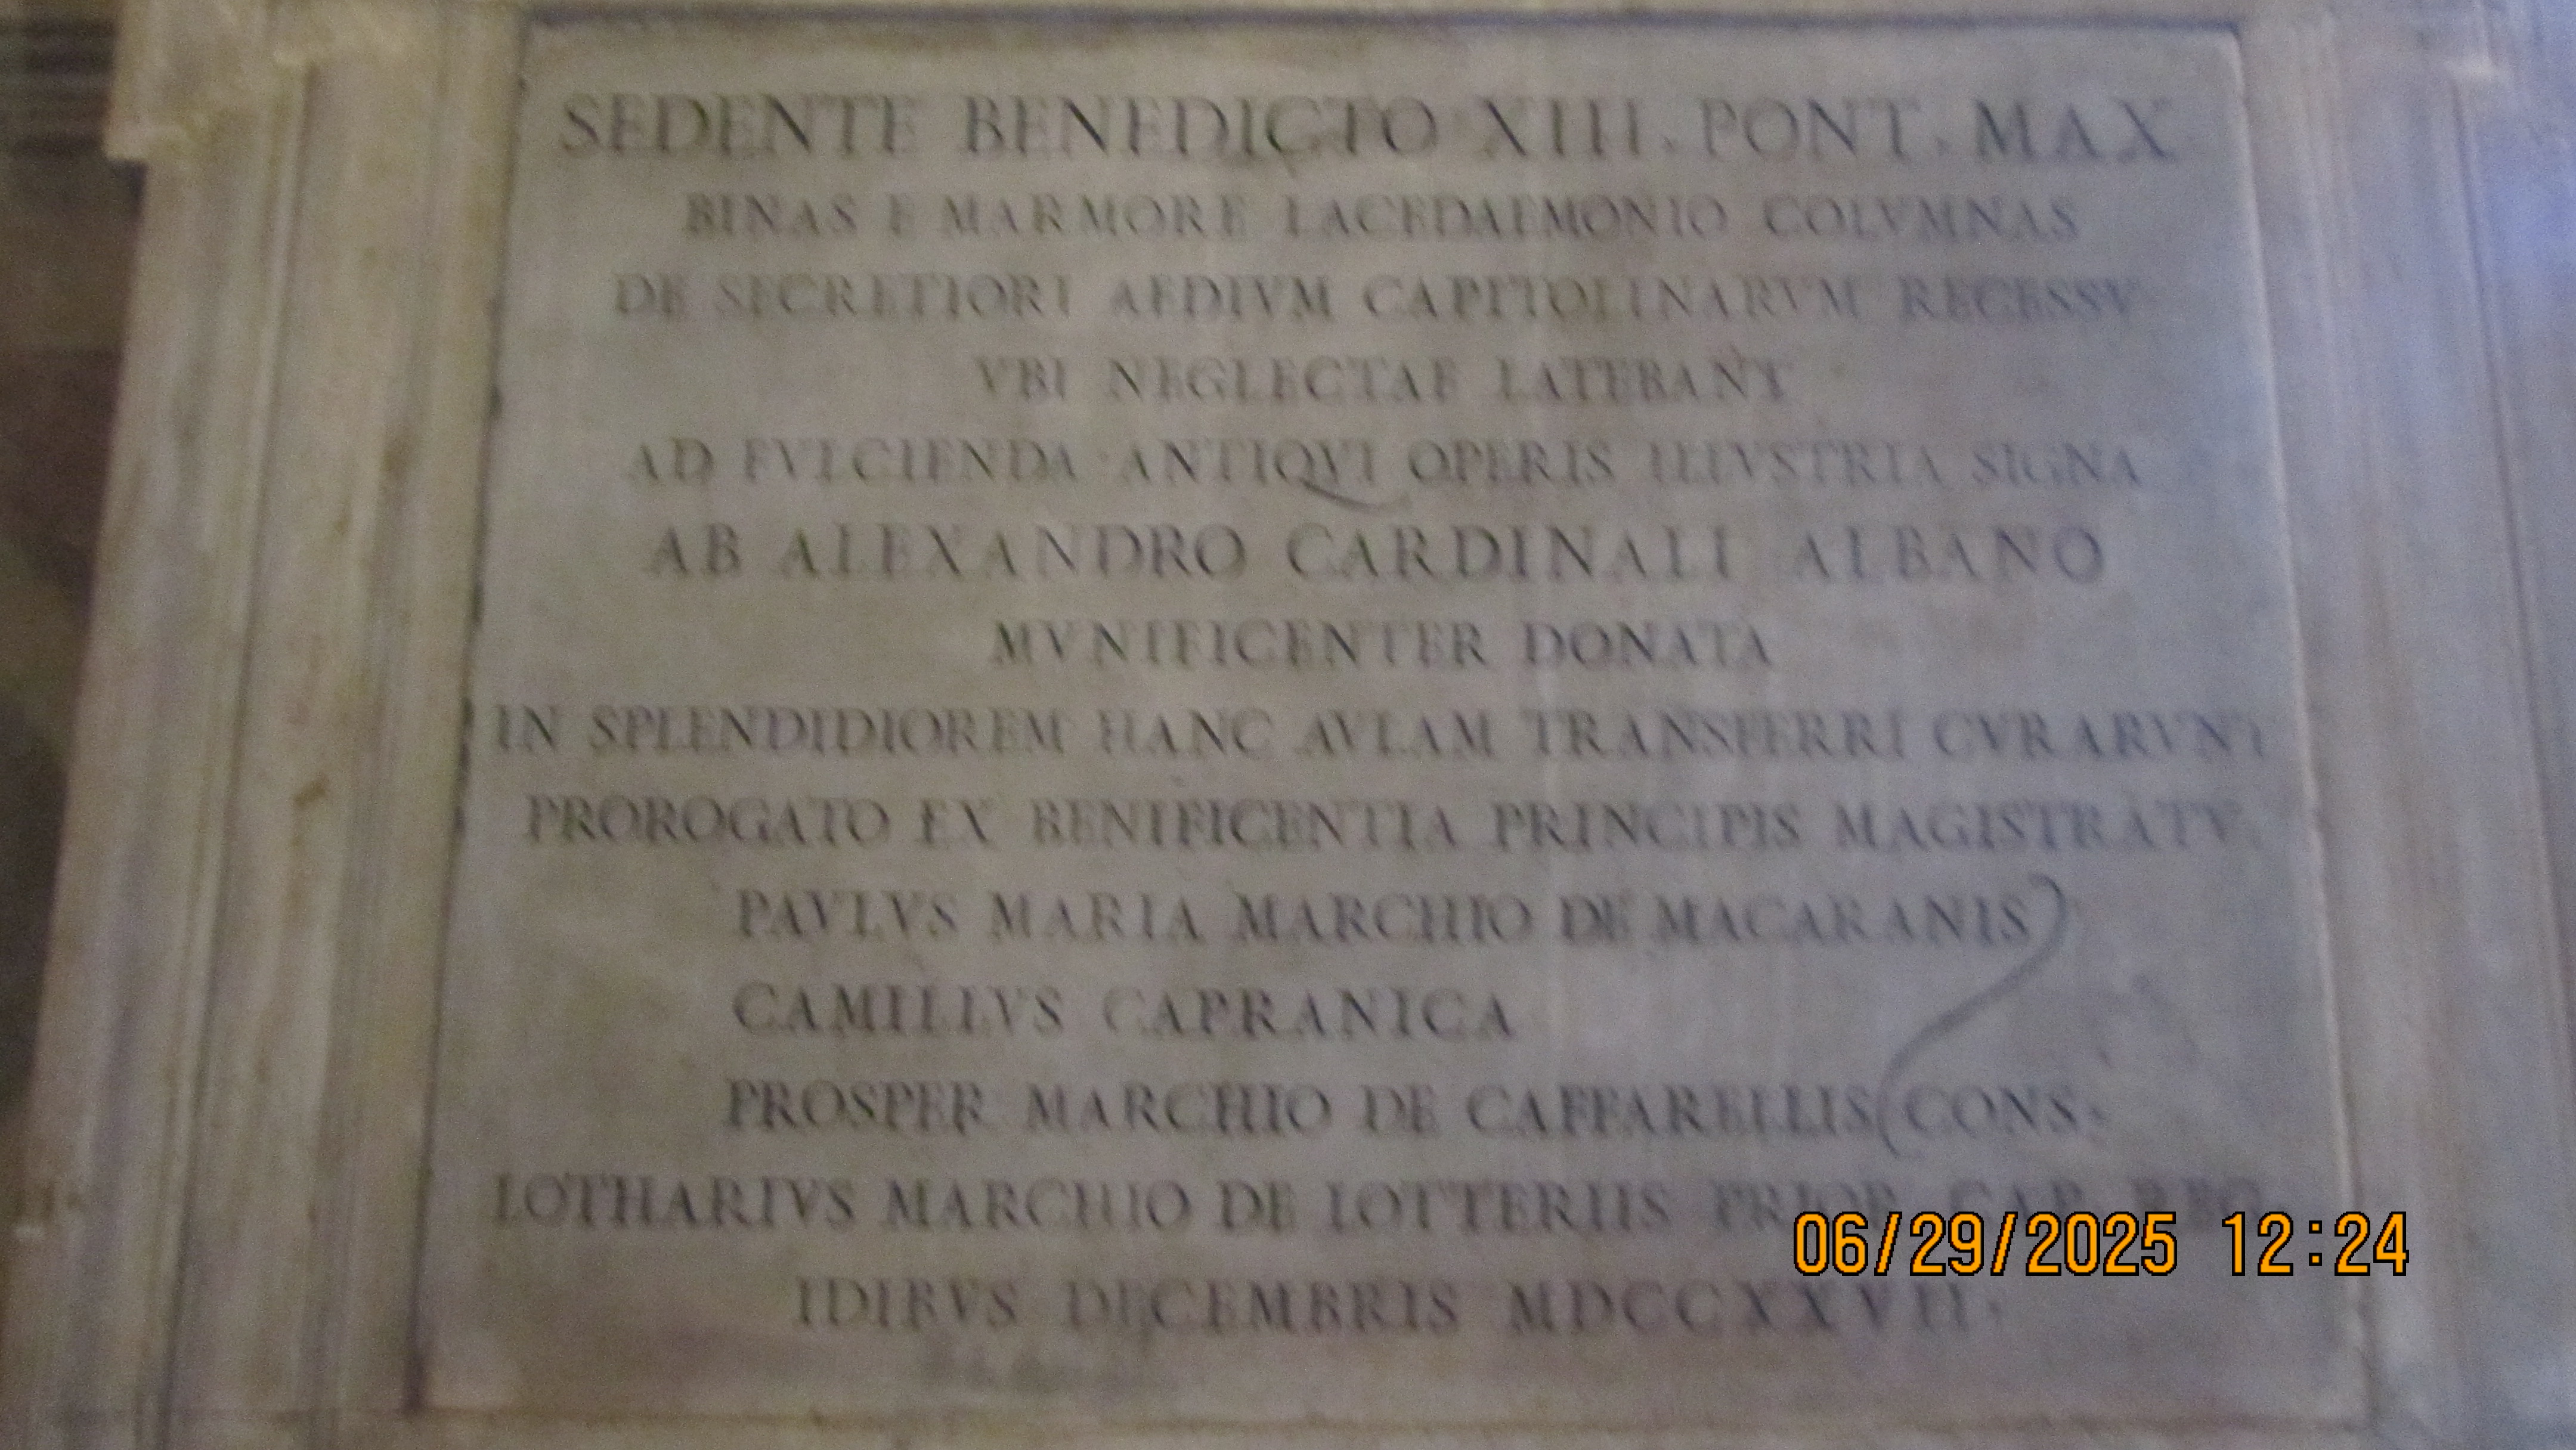 SEDENTE BENEDICTO XIII. PONT. MAX
BINAS E MARMORE LACEDAEMONIO COLVMNAS
DE SECRETIORI AEDIVM CAPITOLINARVM RECESSV
VBI NEGLECTAE LATEBANT
AD FVLCIENDA ANTIQVI OPERIS ILLVSTRIA SIGNA
AB ALEXANDRO CARDINALI ALBANO
MVNIFICENTER DONATA
IN SPLENDIDIOREM HANC AVLAM TRANSFERRI CVRARVNT
PROROGATO EX BENIFICENTIA PRINCIPIS MAGISTRATV
PAVLVS MARIA MARCHIO DE MACARANIS
CAMILLVS CAPRANICA
PROSPER MARCHIO DE CAFFARELLIS CONS.
LOTHARIVS MARCHIO DE LOTTERIIS PRIOR CAP. REG.
06/29/2025 12:24
IDIBVS DECEMBRIS MDCCXXVII.